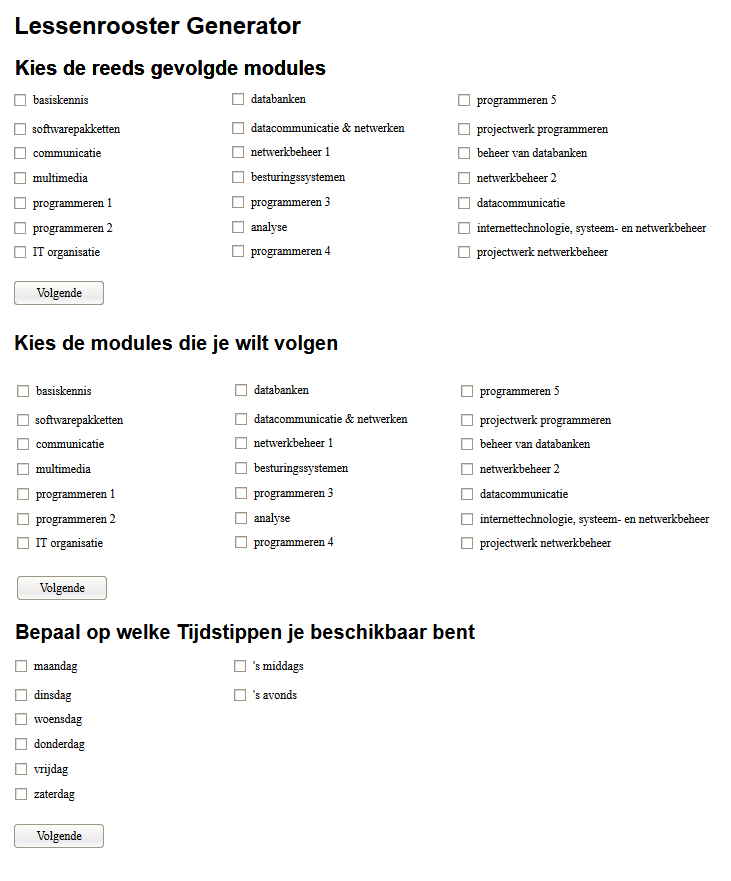 Lessenrooster Generator
Kies de reeds gevolgde modules
basiskennis
softwarepakketten
communicatie
multimedia
programmeren 1
programmeren 2
IT organisatie
databanken
datacommunicatie & netwerken
netwerkbeheer 1
besturingssystemen
programmeren 3
analyse
programmeren 4
programmeren 5
projectwerk programmeren
beheer van databanken
netwerkbeheer 2
datacommunicatie
internettechnologie, systeem- en netwerkbeheer
projectwerk netwerkbeheer
Volgende
Kies de modules die je wilt volgen
basiskennis
softwarepakketten
communicatie
multimedia
programmeren 1
programmeren 2
IT organisatie
databanken
datacommunicatie & netwerken
netwerkbeheer 1
besturingssystemen
programmeren 3
analyse
programmeren 4
programmeren 5
projectwerk programmeren
beheer van databanken
netwerkbeheer 2
datacommunicatie
internettechnologie, systeem- en netwerkbeheer
projectwerk netwerkbeheer
Volgende
Bepaal op welke Tijdstippen je beschikbaar bent
maandag
dinsdag
woensdag
donderdag
vrijdag
zaterdag
's middags
's avonds
Volgende